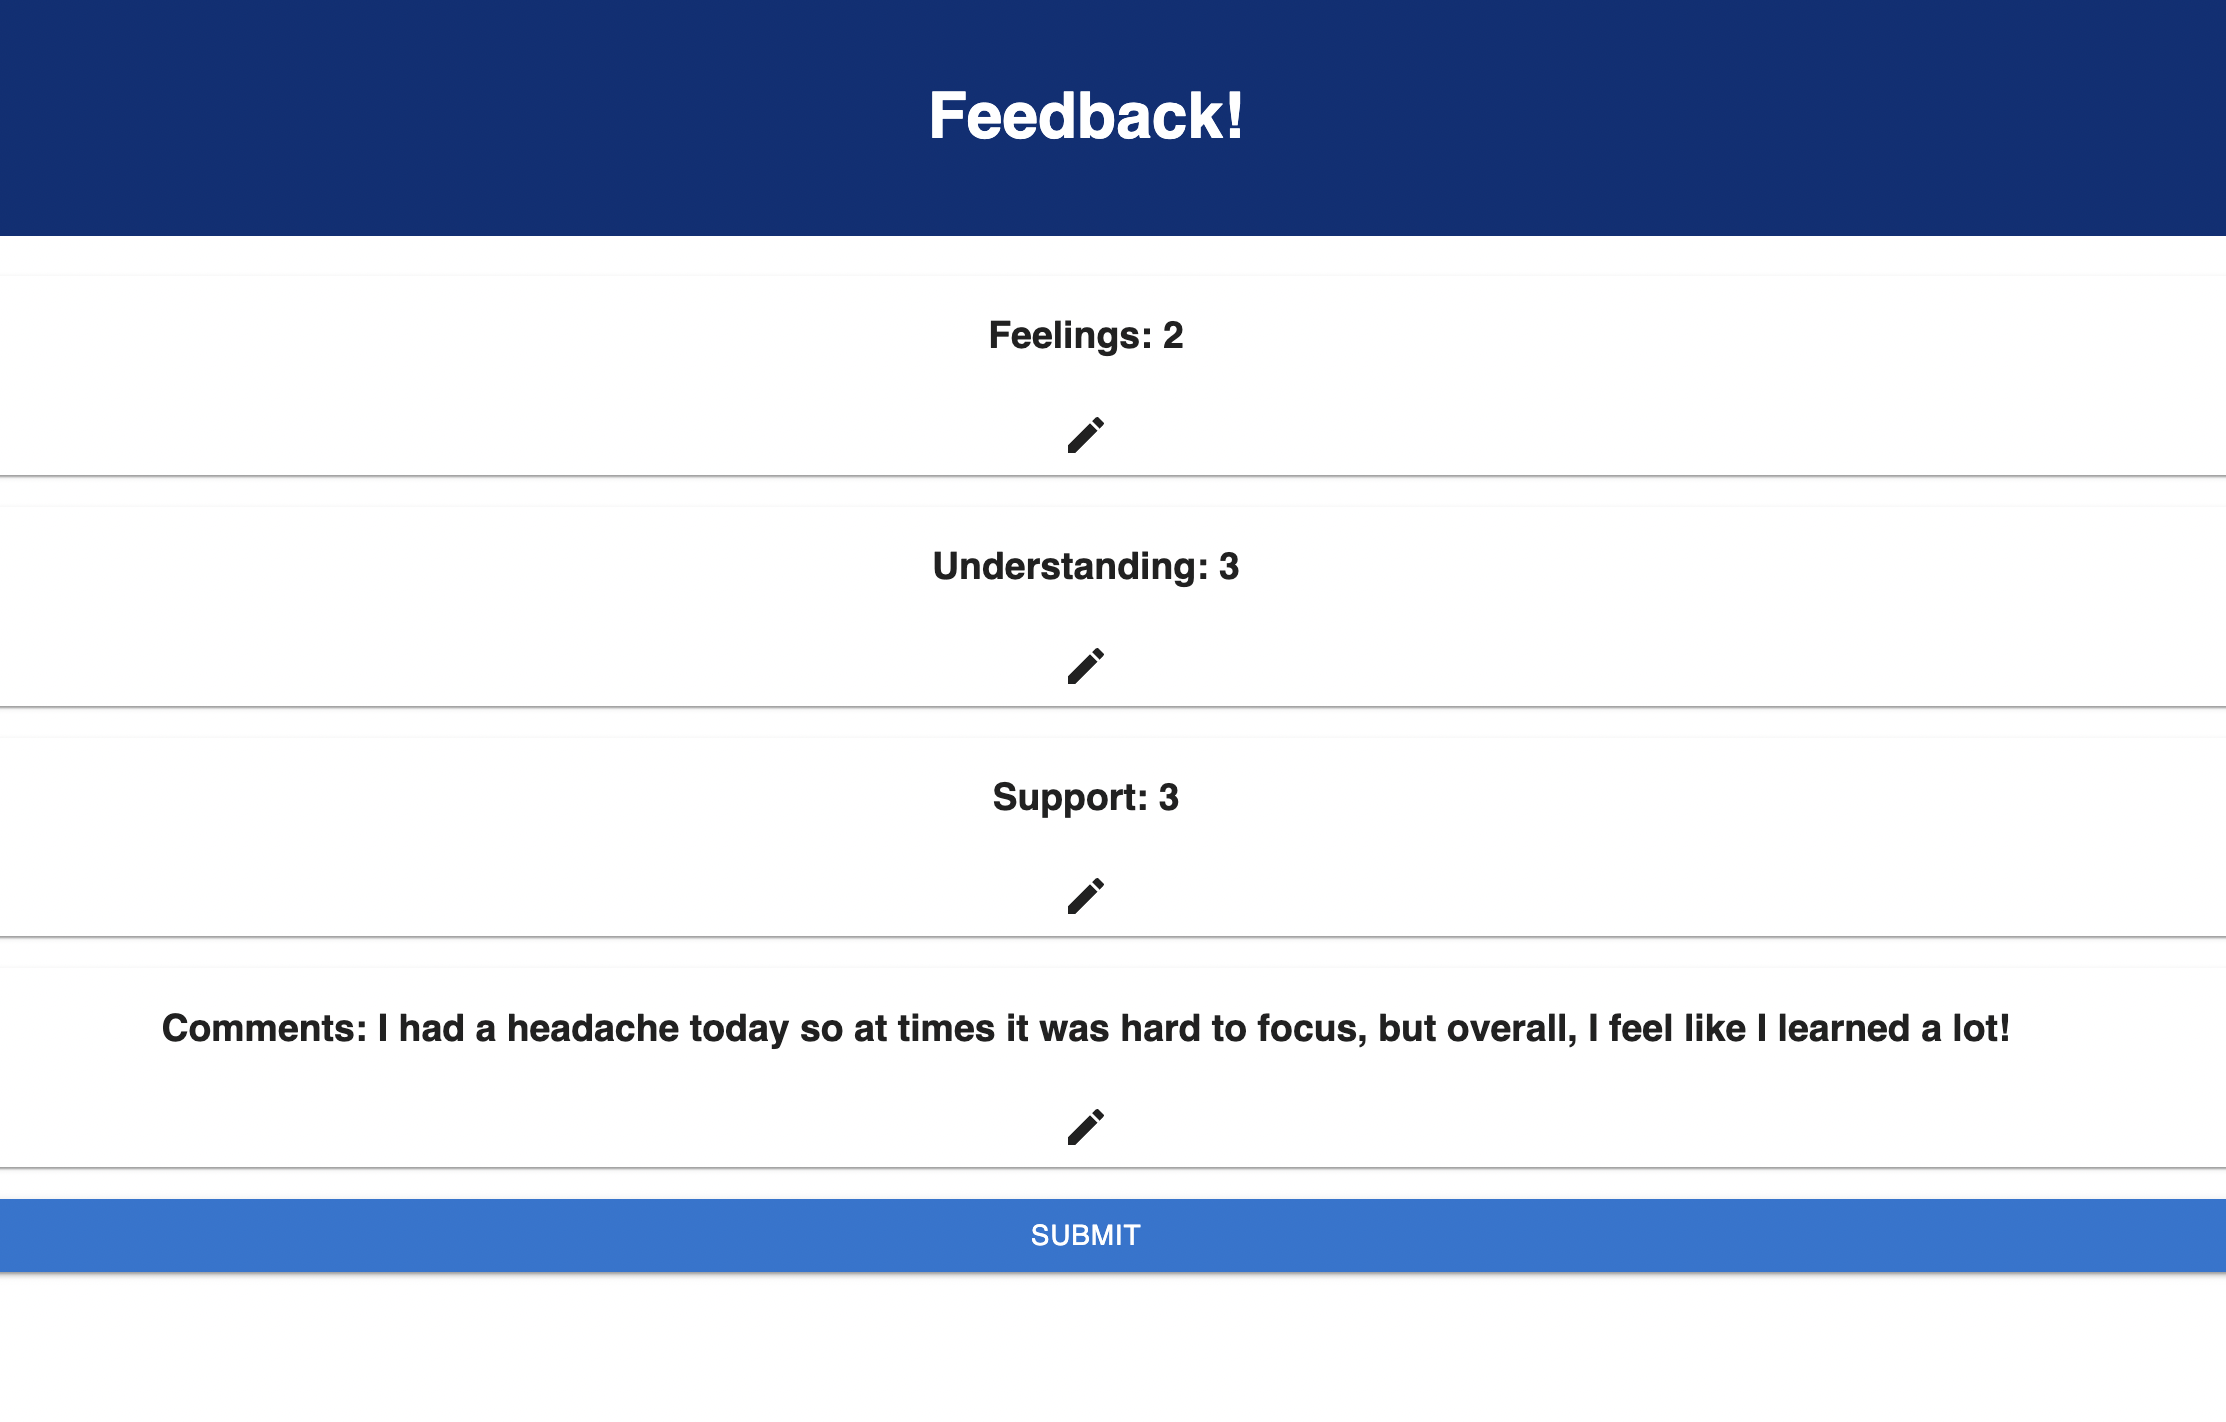 Feedback!
Feelings: 2
Understanding: 3
Support: 3
Comments: I had a headache today so at times it was hard to focus, but overall, I feel like I learned a lot!
SUBMIT